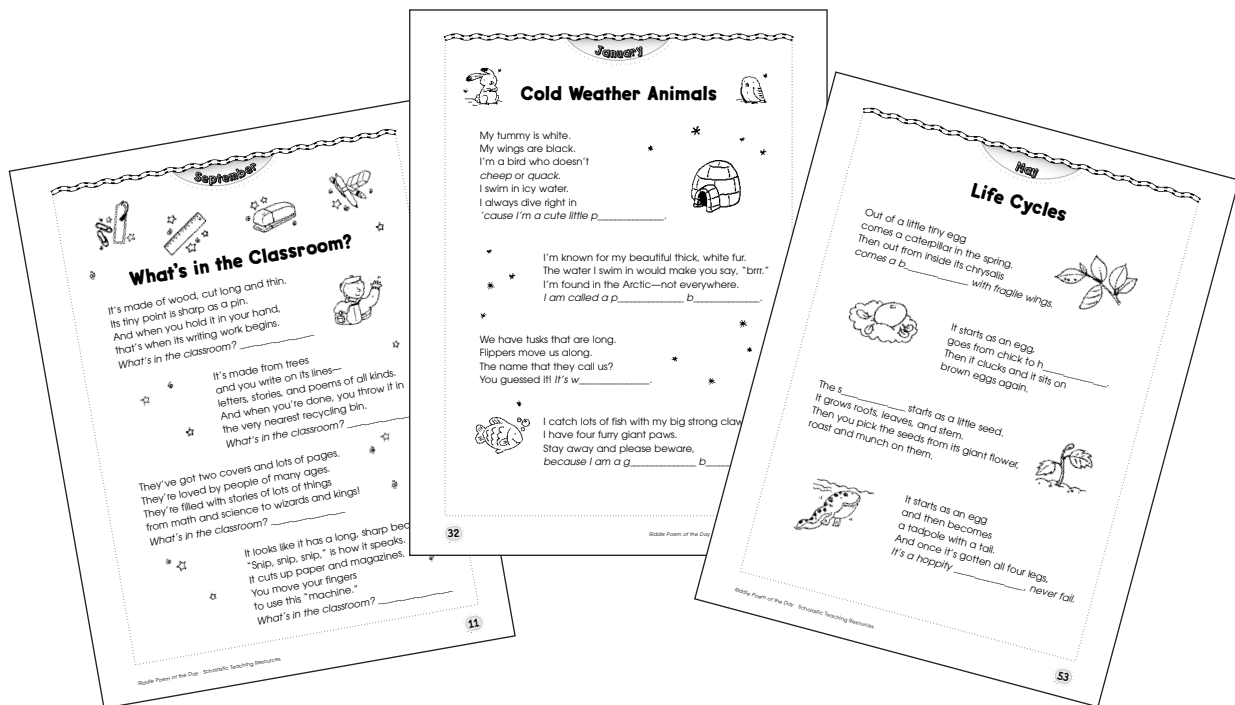 September
What's in the Classroom?
It's made of wood, cut long and thin.
Its tiny point is sharp as a pin.
And when you hold it in your hand,
that's when its writing work begins.
What's in the classroom? ____________
It's made from trees
and you write on its lines—
letters, stories, and poems of all kinds.
And when you're done, you throw it in
the very nearest recycling bin.
What's in the classroom? ____________
They've got two covers and lots of pages.
They're loved by people of many ages.
They're filled with stories of lots of things
from math and science to wizards and kings!
What's in the classroom? ____________
It looks like it has a long, sharp
"Snip, snip, snip," is how it speaks.
It cuts up paper and magazines.
You move your fingers
to use this "machine."
What's in the classroom? ____________
11
Riddle Poem of the Day Scholastic Teaching Resources
January
Cold Weather Animals
My tummy is white.
My wings are black.
I'm a bird who doesn't
cheep or quack.
I swim in icy water.
I always dive right in
'cause I'm a cute little p____________.
I'm known for my beautiful thick, white fur.
The water I swim in would make you say, "brrr."
I'm found in the Arctic—not everywhere.
I am called a p____________ b____________.
We have tusks that are long.
Flippers move us along.
The name that they call us?
You guessed it! It's w____________.
I catch lots of fish with my big strong claw
I have four furry giant paws.
Stay away and please beware,
because I am a g____________ b____
32
Riddle Poem of the Day
May
Life Cycles
Out of a little tiny egg
comes a caterpillar in the spring.
Then out from inside its chrysalis
comes a b____________ with fragile wings.
It starts as an egg,
goes from chick to h____________.
Then it clucks and it sits on
brown eggs again.
The s____________ starts as a little seed.
It grows roots, leaves, and stem.
Then you pick the seeds from its giant flower,
roast and munch on them.
It starts as an egg
and then becomes
a tadpole with a tail.
And once it's gotten all four legs,
It's a hoppity ____________, never fail.
Riddle Poem of the Day Scholastic Teaching Resources
53